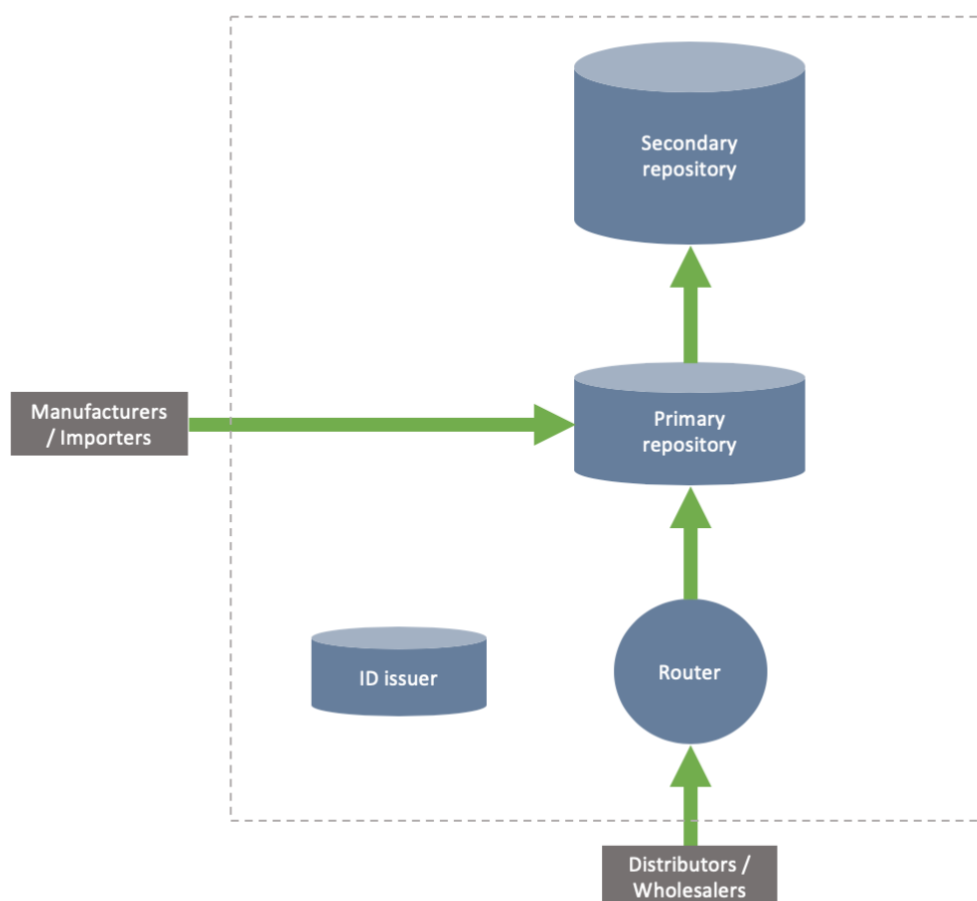 Secondary
repository
Manufacturers
/ Importers
Primary
repository
ID issuer
Router
Distributors /
Wholesalers